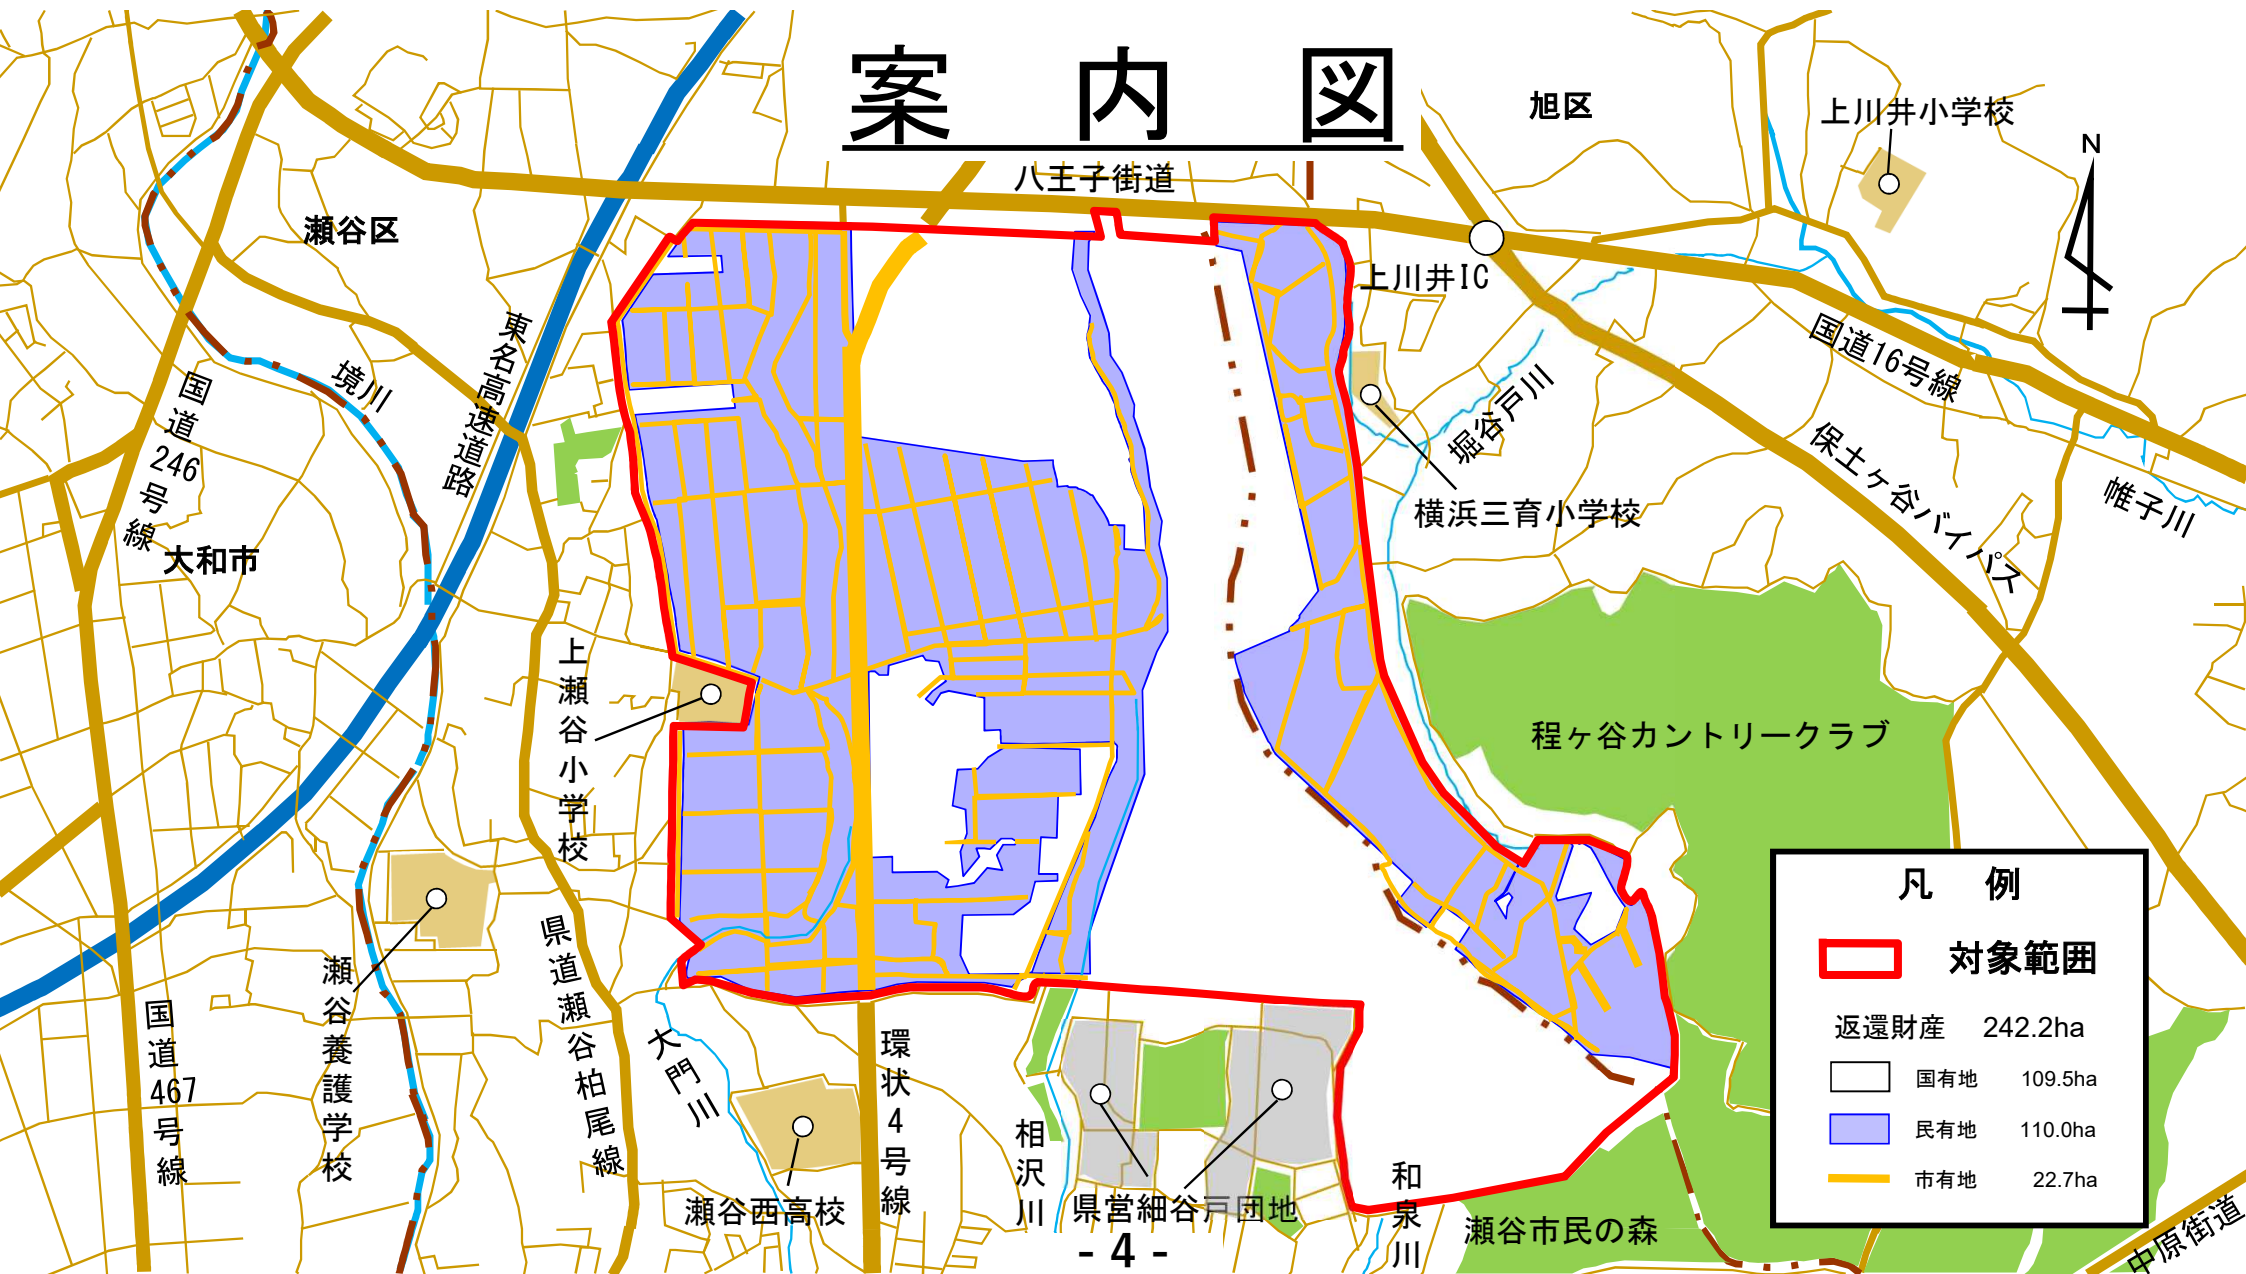 案 内 図
八王子街道
旭区
上川井小学校
N
瀬谷区
上川井IC
東名高速道路
国道16号線
境川
国道246号線
堀谷戸川
保土ヶ谷バイパス
帷子川
横浜三育小学校
大和市
上瀬谷小学校
程ヶ谷カントリークラブ
瀬谷養護学校
県道瀬谷柏尾線
国道467号線
大門川
環状4号線
相沢川
瀬谷西高校
県営細谷戸団地
和泉川
瀬谷市民の森
中原街道
凡 例
対象範囲
返還財産 242.2ha
国有地 109.5ha
民有地 110.0ha
市有地 22.7ha
- 4 -